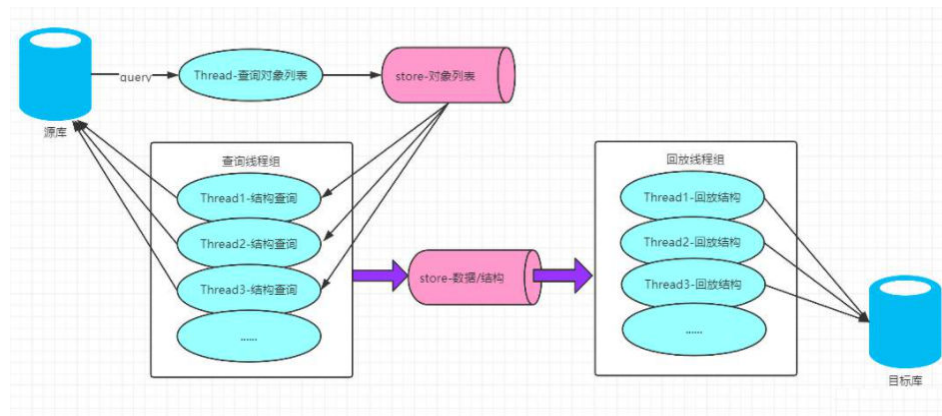 query
Thread-查询对象列表
store-对象列表
源库
查询线程组
Thread1-结构查询
Thread2-结构查询
Thread3-结构查询
......
store-数据/结构
回放线程组
Thread1-回放结构
Thread2-回放结构
Thread3-回放结构
......
目标库